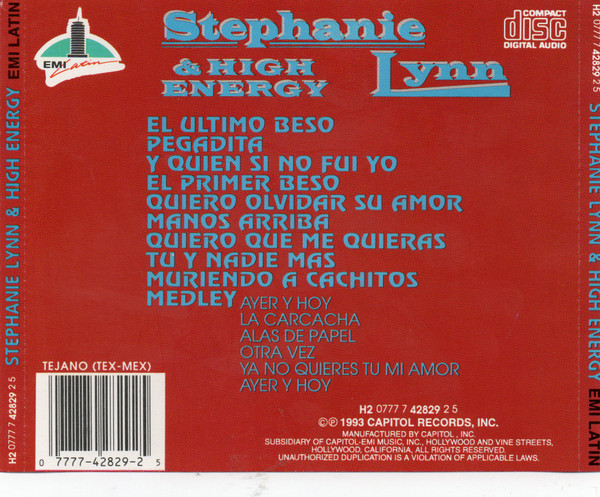 H2 0777 7 42829 2 5
STEPHANIE LYNN & HIGH ENERGY EMI LATIN
EMI
Latin
Stephanie
& HIGH
ENERGY
Lynn
COMPACT
disc
DIGITAL AUDIO
EL ULTIMO BESO
PEGADITA
Y QUIEN SI NO FUI YO
EL PRIMER BESO
QUIERO OLVIDAR SU AMOR
MANOS ARRIBA
QUIERO QUE ME QUIERAS
TU Y NADIE MAS
MURIENDO A CACHITOS
MEDLEY AYER Y HOY
LA CARCACHA
ALAS DE PAPEL
OTRA VEZ
YA NO QUIERES TU MI AMOR
AYER Y HOY
TEJANO (TEX-MEX)
0 7777-42829-2 5
H2 0777 7 42829 2 5
©℗ 1993 CAPITOL RECORDS, INC.
MANUFACTURED BY CAPITOL, INC.
SUBSIDIARY OF CAPITOL-EMI MUSIC, INC., HOLLYWOOD AND VINE STREETS,
HOLLYWOOD, CALIFORNIA, ALL RIGHTS RESERVED.
UNAUTHORIZED DUPLICATION IS A VIOLATION OF APPLICABLE LAWS.
H2 0777 7 42829 2 5
STEPHANIE LYNN & HIGH ENERGY EMI LATIN